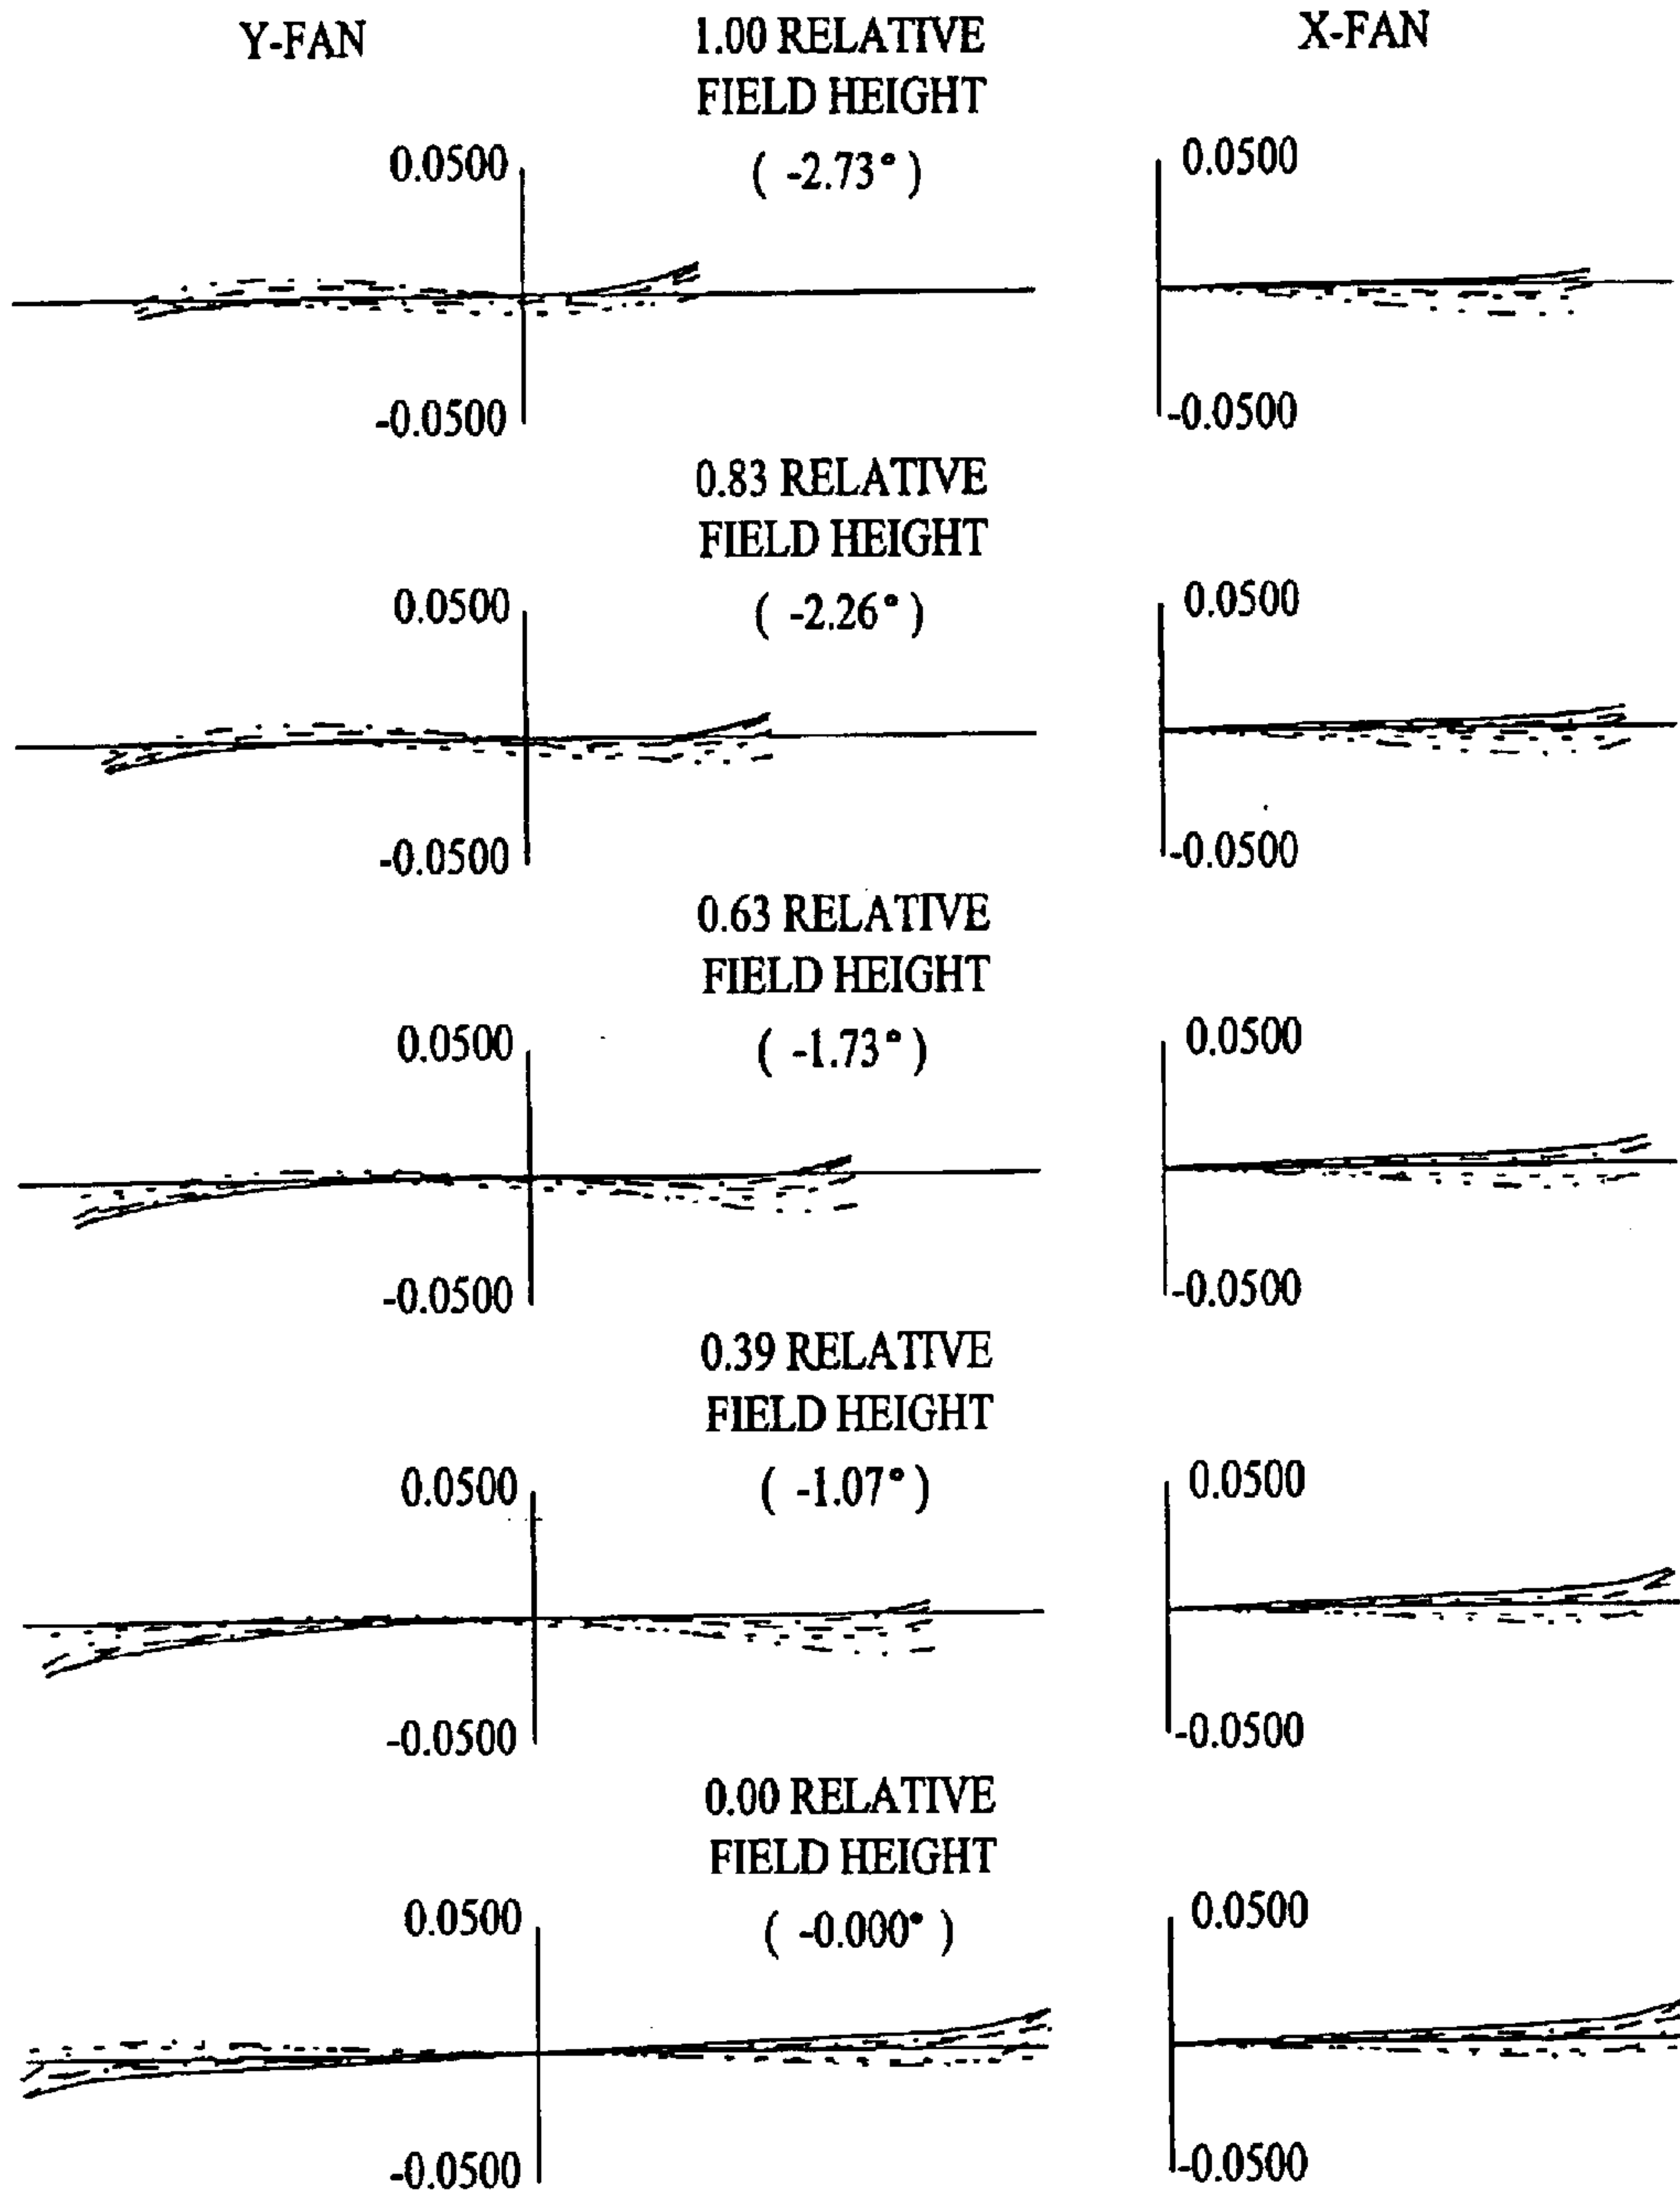 Y-FAN
1.00 RELATIVE
FIELD HEIGHT
( -2.73° )
X-FAN
0.0500
0.0500
-0.0500
-0.0500
0.83 RELATIVE
FIELD HEIGHT
( -2.26° )
0.0500
0.0500
-0.0500
-0.0500
0.63 RELATIVE
FIELD HEIGHT
( -1.73° )
0.0500
0.0500
-0.0500
-0.0500
0.39 RELATIVE
FIELD HEIGHT
( -1.07° )
0.0500
0.0500
-0.0500
-0.0500
0.00 RELATIVE
FIELD HEIGHT
( -0.000° )
0.0500
0.0500
-0.0500
-0.0500